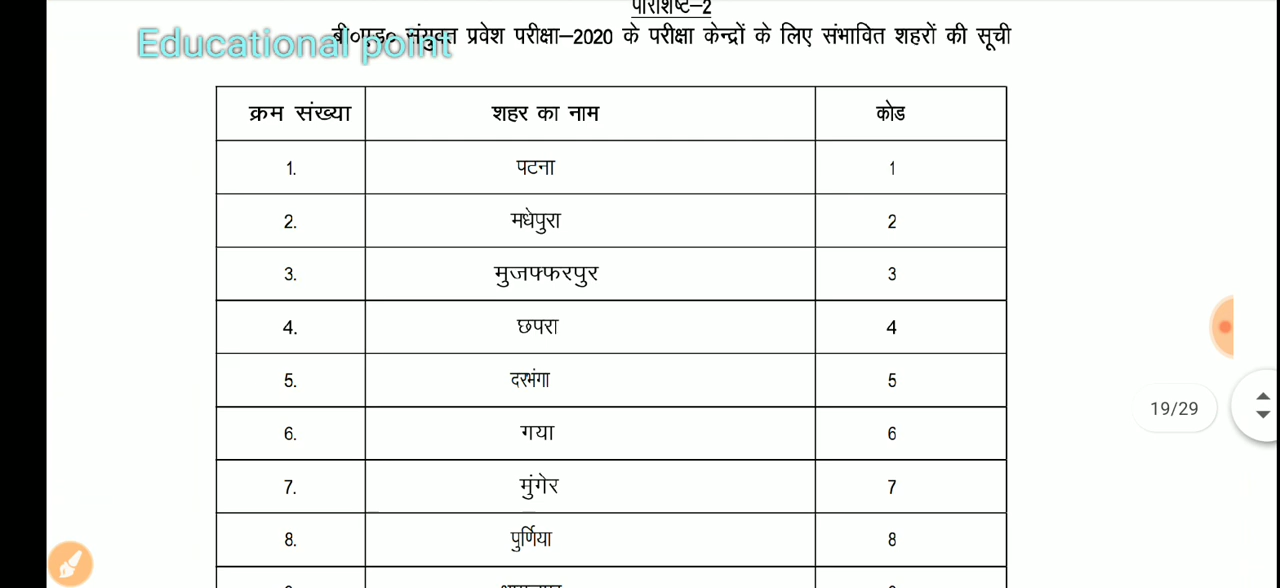 परिशिष्ट–2
बी०एड० संयुक्त प्रवेश परीक्षा–2020 के परीक्षा केन्द्रों के लिए संभावित शहरों की सूची
Educational point
क्रम संख्या शहर का नाम कोड
1. पटना 1
2. मधेपुरा 2
3. मुजफ्फरपुर 3
4. छपरा 4
5. दरभंगा 5
6. गया 6
7. मुंगेर 7
19/29
8. पुर्णिया 8